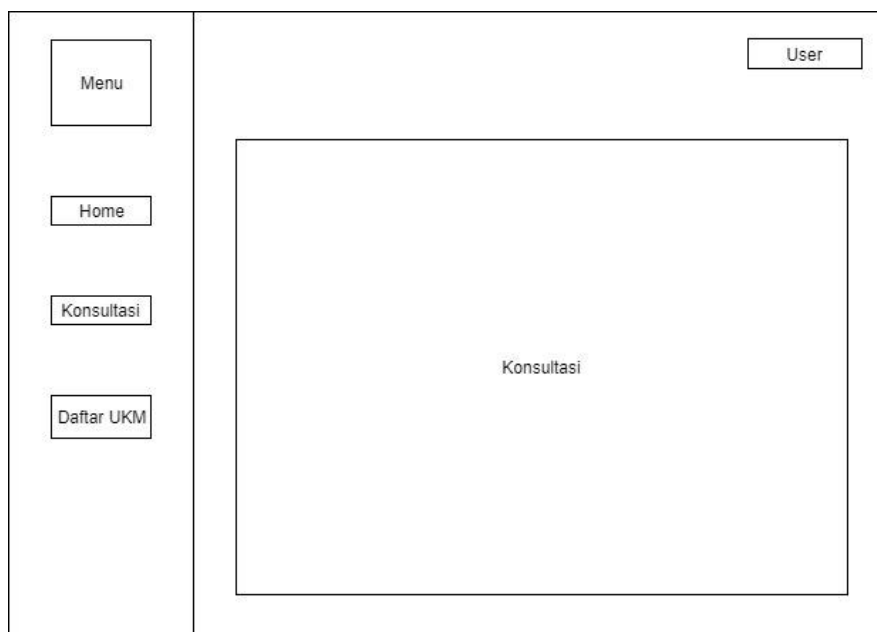 Menu
User
Home
Konsultasi
Konsultasi
Daftar UKM